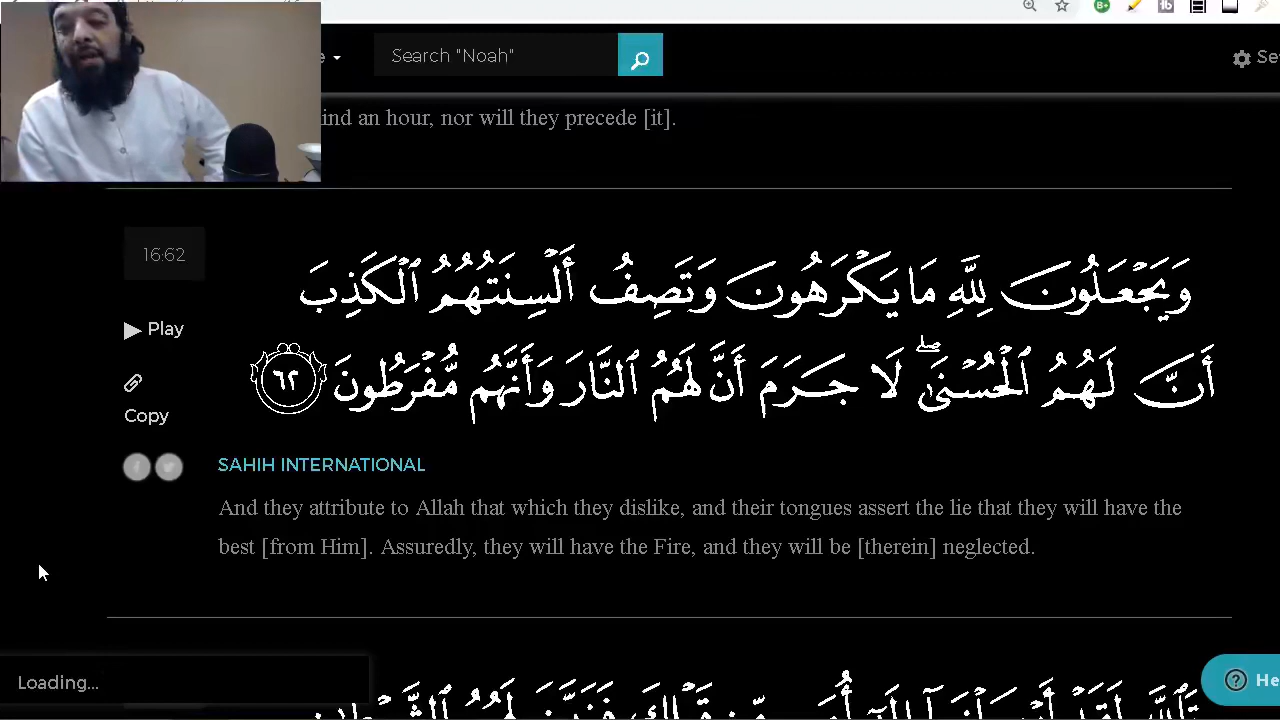 Search "Noah"
ind an hour, nor will they precede [it].
16:62
وَيَجْعَلُونَ لِلَّهِ مَا يَكْرَهُونَ وَتَصِفُ أَلْسِنَتُهُمُ ٱلْكَذِبَ
Play
أَنَّ لَهُمُ ٱلْحُسْنَىٰ ۖ لَا جَرَمَ أَنَّ لَهُمُ ٱلنَّارَ وَأَنَّهُم مُّفْرَطُونَ ٦٢
Copy
SAHIH INTERNATIONAL
And they attribute to Allah that which they dislike, and their tongues assert the lie that they will have the
best [from Him]. Assuredly, they will have the Fire, and they will be [therein] neglected.
Loading...